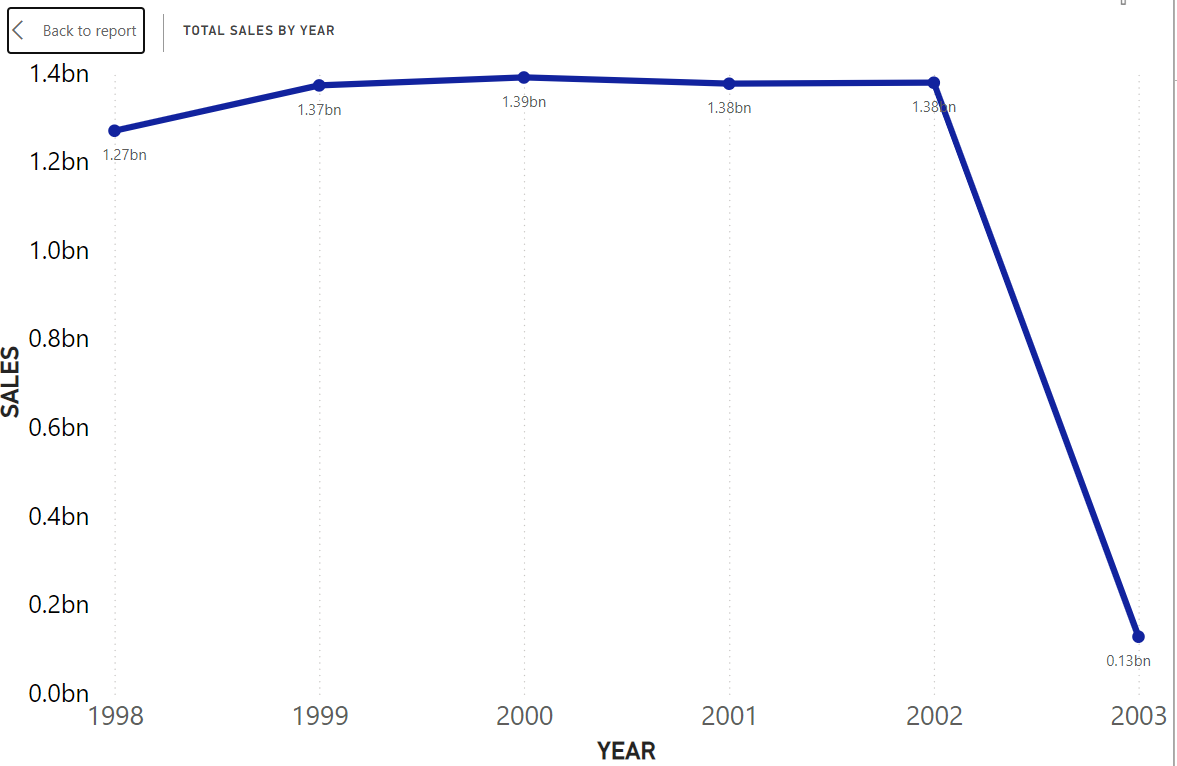 Back to report
TOTAL SALES BY YEAR
1.4bn
1.2bn
1.0bn
0.8bn
0.6bn
0.4bn
0.2bn
0.0bn
SALES
1.27bn
1.37bn
1.39bn
1.38bn
1.38bn
0.13bn
1998 1999 2000 2001 2002 2003
YEAR